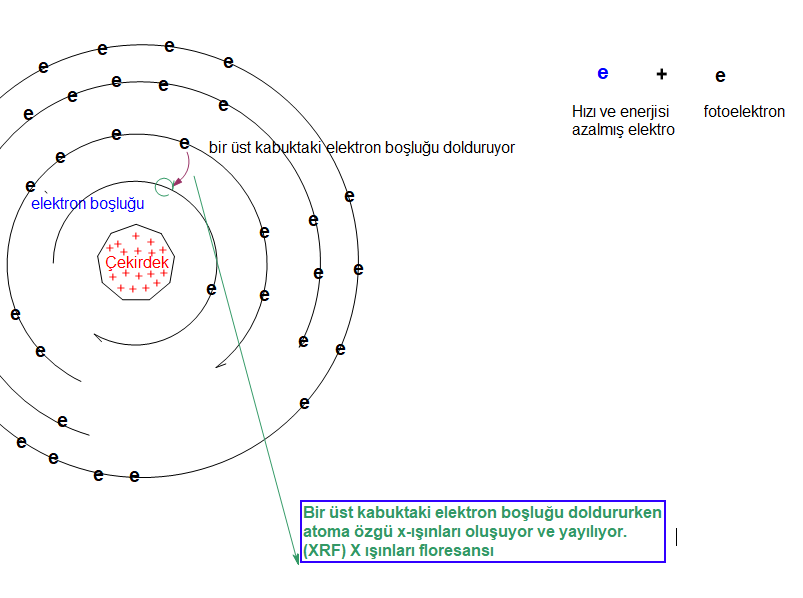 e e e e
e + e
Hızı ve enerjisi
azalmış elektro
fotoelektron
e e e e e
e e e
bir üst kabuktaki elektron boşluğu dolduruyor
e
elektron boşluğu
e
e e
Çekirdek
e e
e e
e
e e
e
e
e
e
e e e
Bir üst kabuktaki elektron boşluğu doldururken
atoma özgü x-ışınları oluşuyor ve yayılıyor.
(XRF) X ışınları floresansı